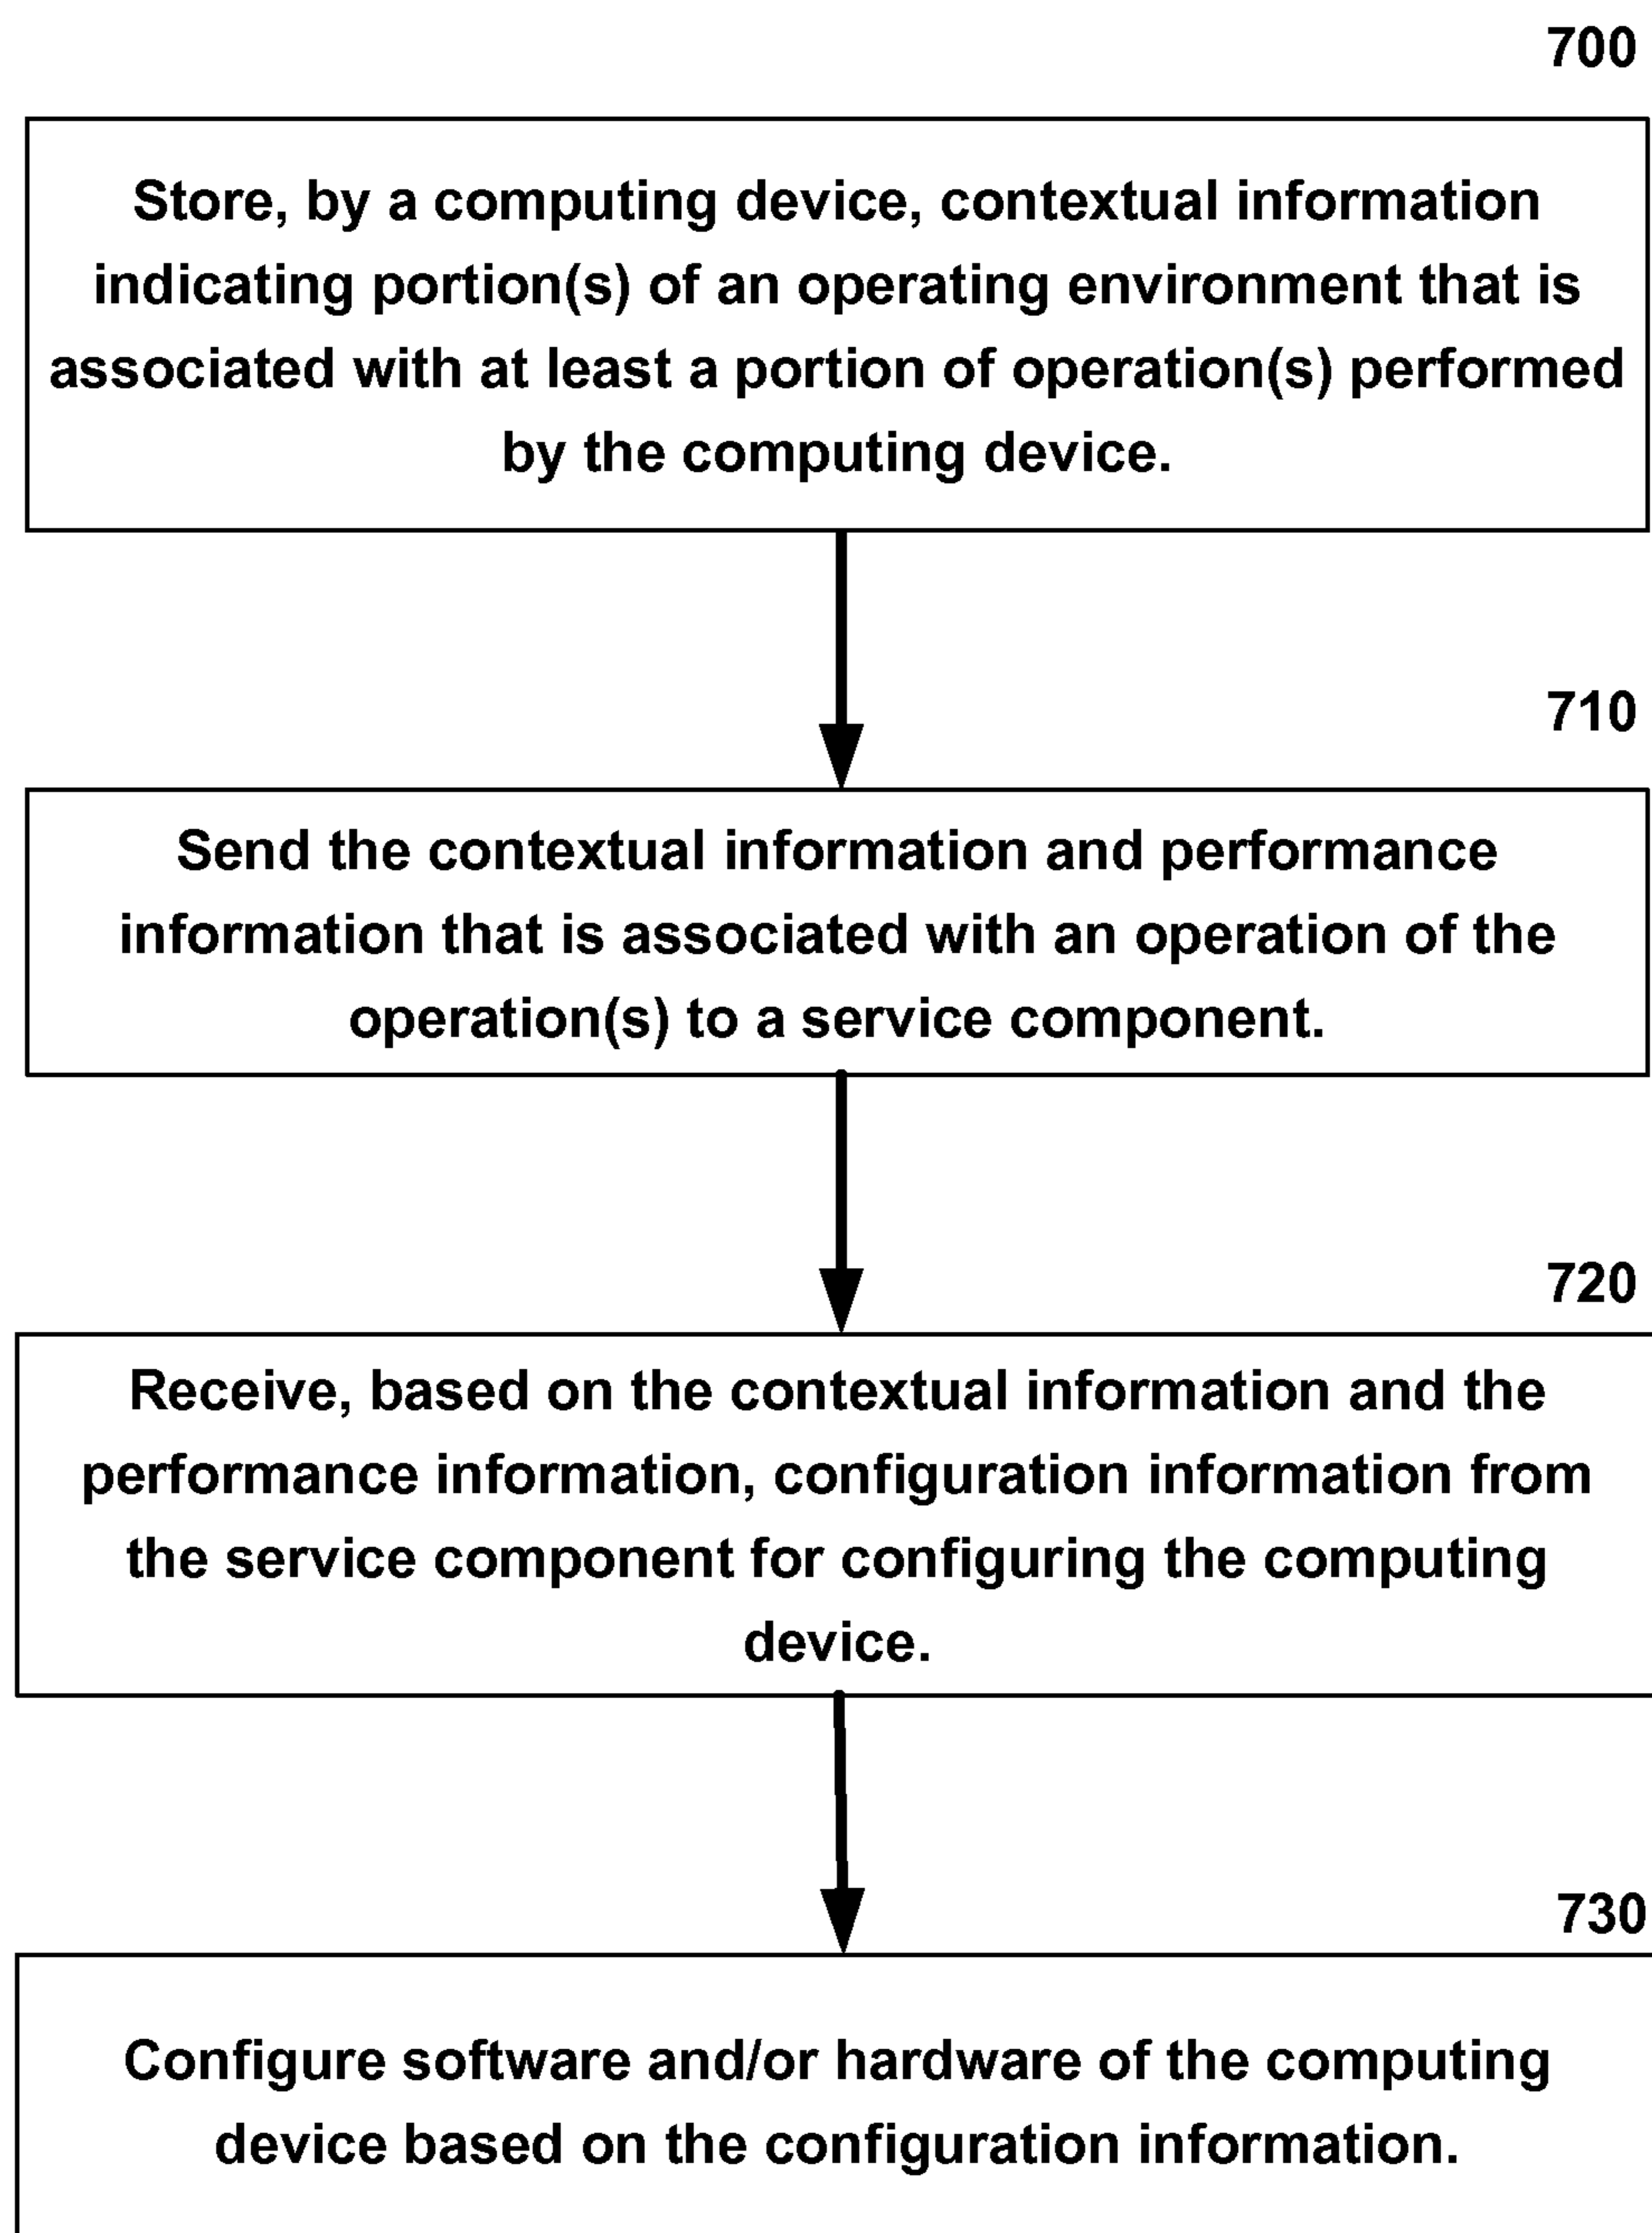 700
Store, by a computing device, contextual information
indicating portion(s) of an operating environment that is
associated with at least a portion of operation(s) performed
by the computing device.
710
Send the contextual information and performance
information that is associated with an operation of the
operation(s) to a service component.
720
Receive, based on the contextual information and the
performance information, configuration information from
the service component for configuring the computing
device.
730
Configure software and/or hardware of the computing
device based on the configuration information.